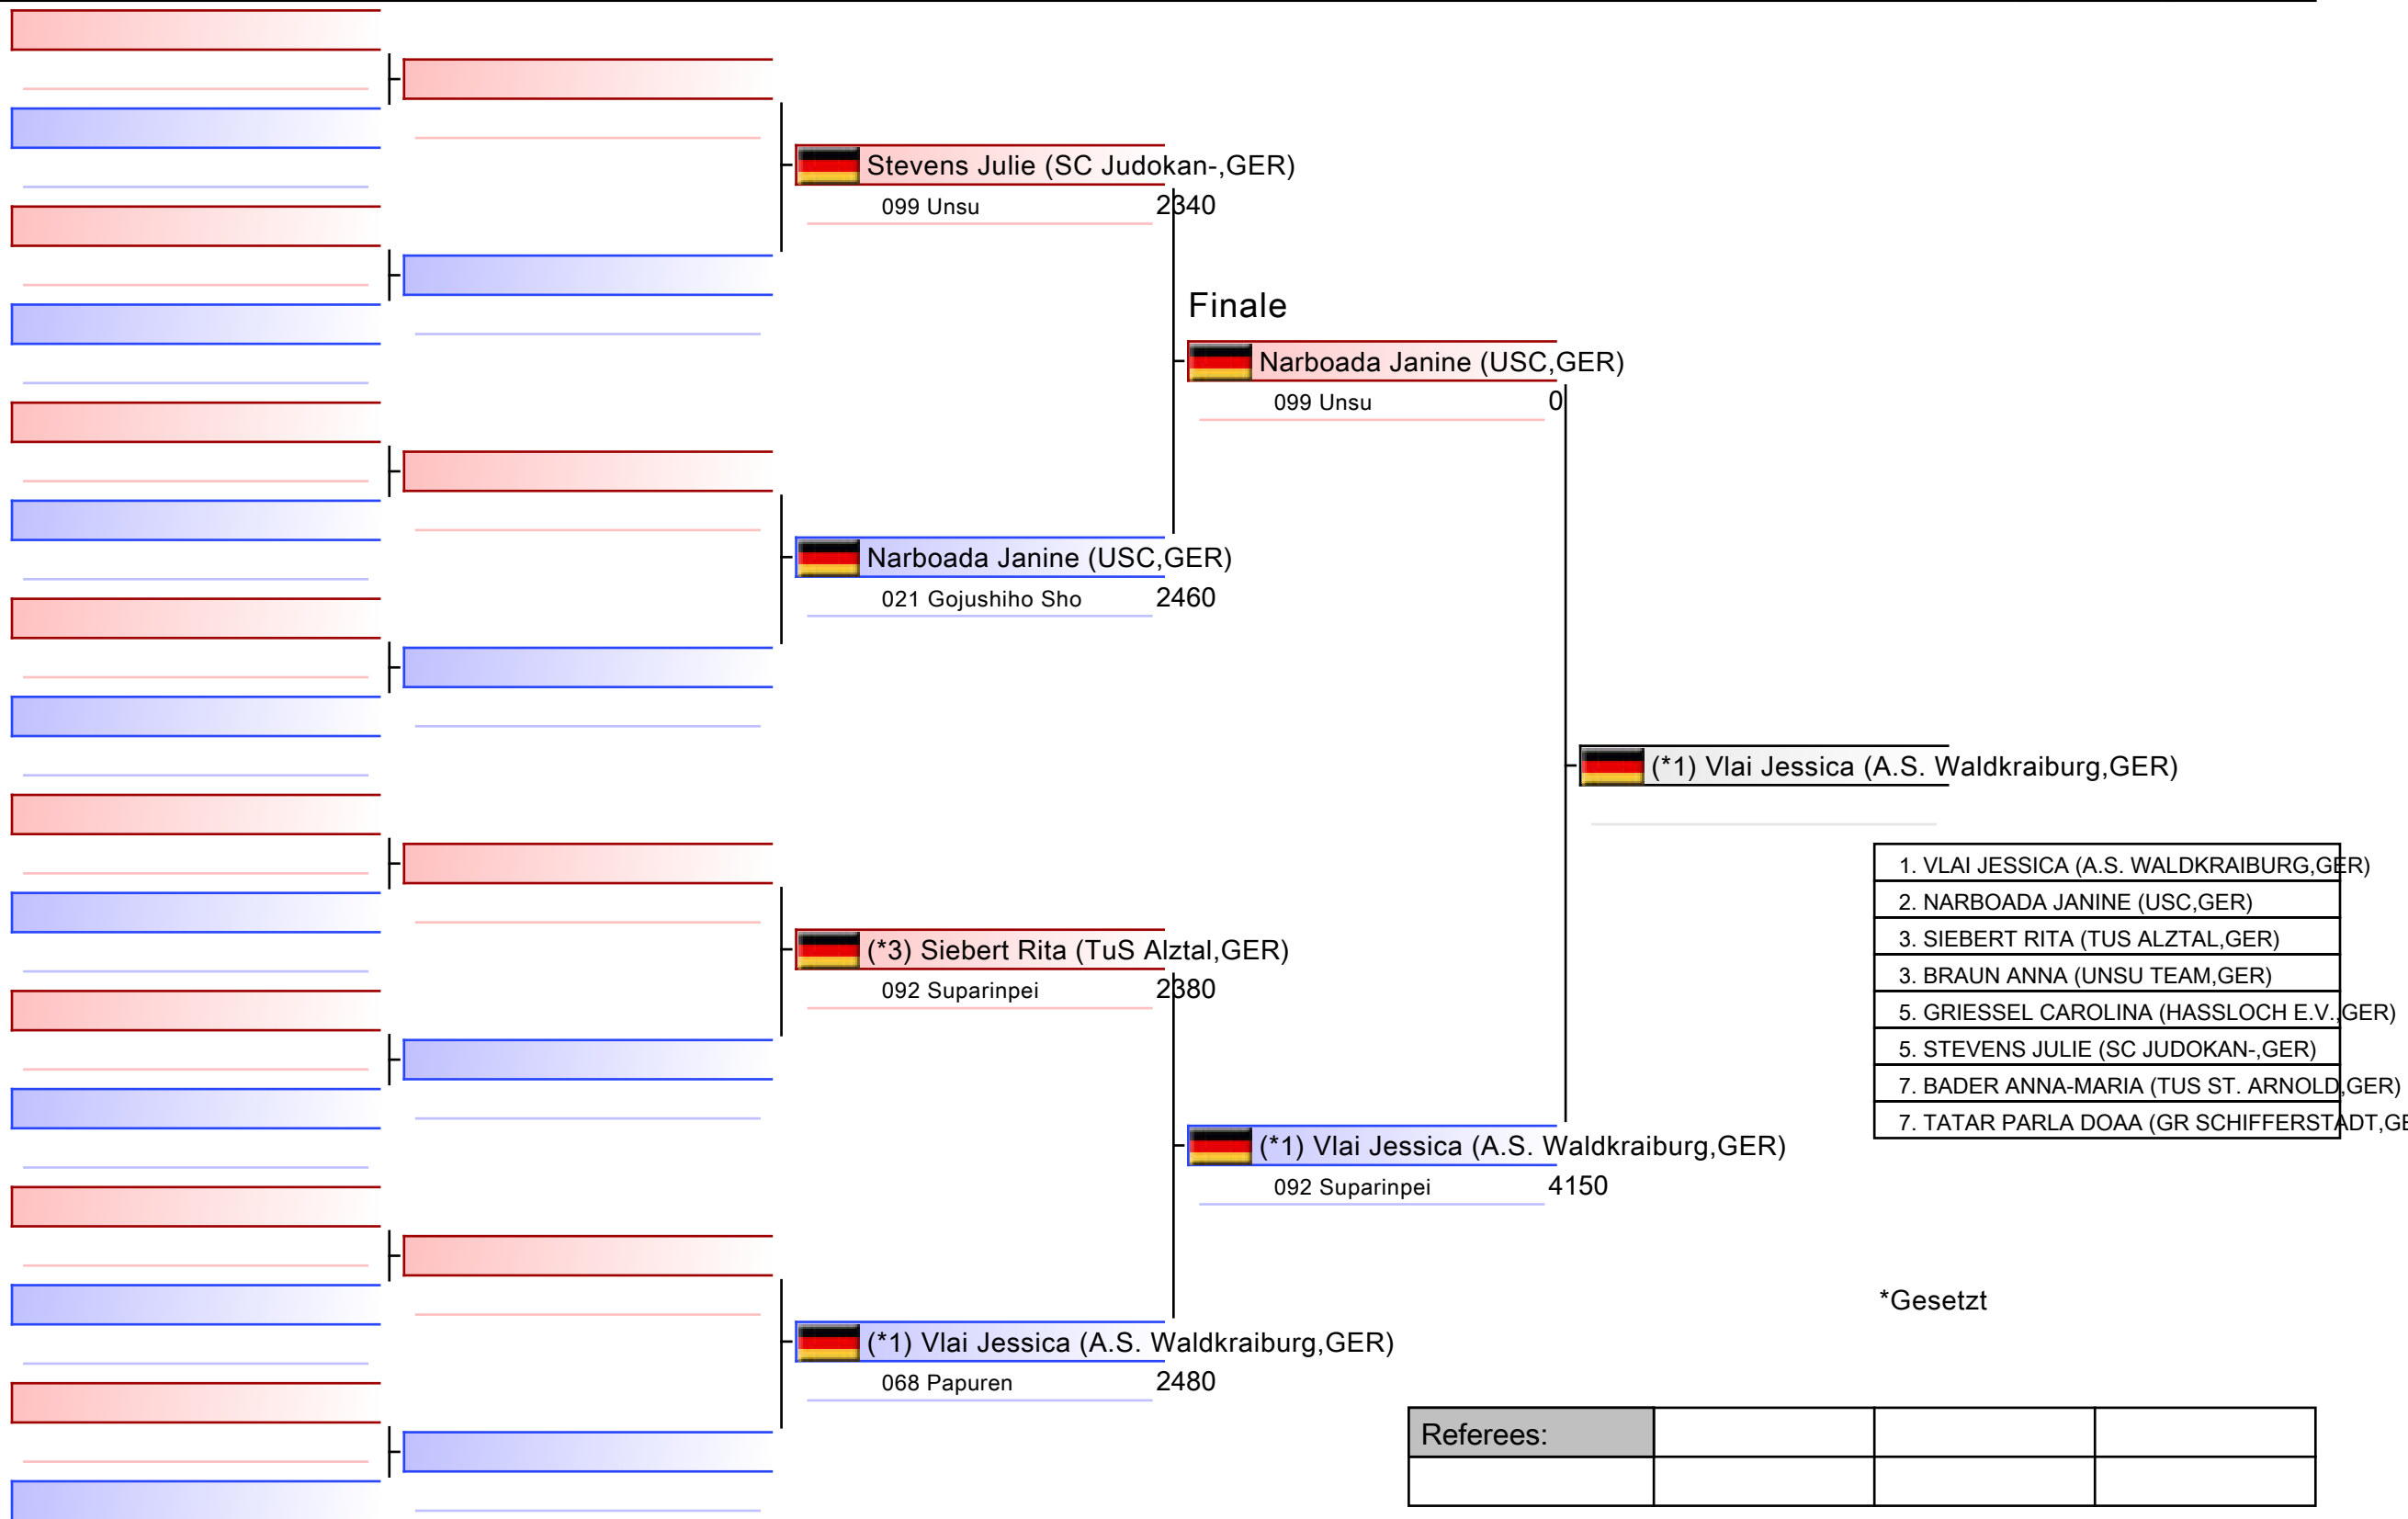 Stevens Julie (SC Judokan-,GER)
099 Unsu 2340
Finale
Narboada Janine (USC,GER)
099 Unsu 0
Narboada Janine (USC,GER)
021 Gojushiho Sho 2460
(*1) Vlai Jessica (A.S. Waldkraiburg,GER)
1. VLAI JESSICA (A.S. WALDKRAIBURG,GER)
2. NARBOADA JANINE (USC,GER)
3. SIEBERT RITA (TUS ALZTAL,GER)
3. BRAUN ANNA (UNSU TEAM,GER)
5. GRIESSEL CAROLINA (HASSLOCH E.V.,GER)
5. STEVENS JULIE (SC JUDOKAN-,GER)
7. BADER ANNA-MARIA (TUS ST. ARNOLD,GER)
7. TATAR PARLA DOAA (GR SCHIFFERSTADT,GE
(*3) Siebert Rita (TuS Alztal,GER)
092 Suparinpei 2380
(*1) Vlai Jessica (A.S. Waldkraiburg,GER)
092 Suparinpei 4150
*Gesetzt
(*1) Vlai Jessica (A.S. Waldkraiburg,GER)
068 Papuren 2480
Referees: